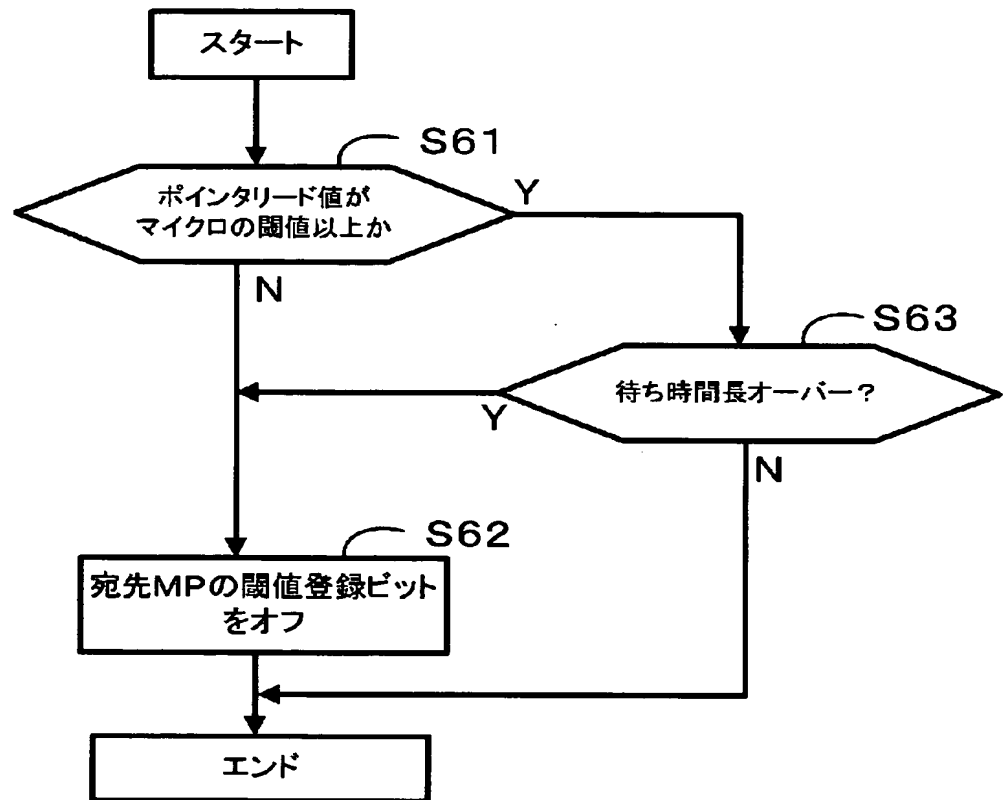 スタート
S61
ポインタリード値が
マイクロの閾値以上か
Y
N
S63
待ち時間長オーバー?
Y
N
S62
宛先MPの閾値登録ビット
をオフ
エンド